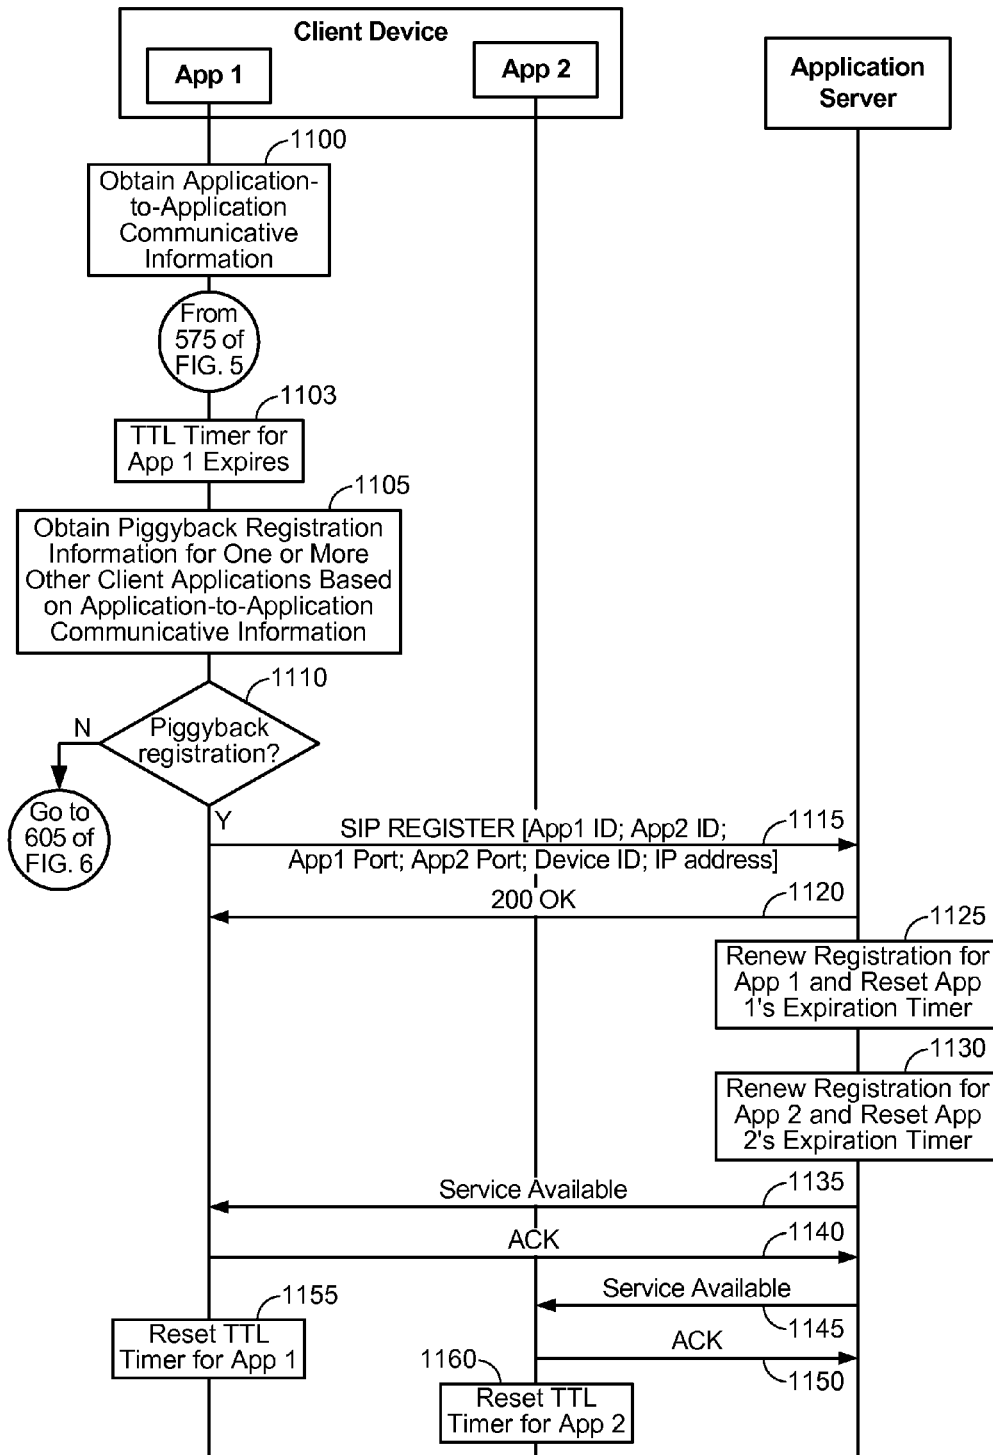 Client Device
App 1
App 2
Application
Server
1100
Obtain Application-
to-Application
Communicative
Information
From
575 of
FIG. 5
1103
TTL Timer for
App 1 Expires
1105
Obtain Piggyback Registration
Information for One or More
Other Client Applications Based
on Application-to-Application
Communicative Information
1110
N
Piggyback
registration?
Go to
605 of
FIG. 6
Y
SIP REGISTER [App1 ID; App2 ID;
1115
App1 Port; App2 Port; Device ID; IP address]
200 OK
1120
1125
Renew Registration for
App 1 and Reset App
1's Expiration Timer
1130
Renew Registration for
App 2 and Reset App
2's Expiration Timer
Service Available
1135
ACK
1140
Service Available
1145
1155
Reset TTL
Timer for App 1
ACK
1150
1160
Reset TTL
Timer for App 2